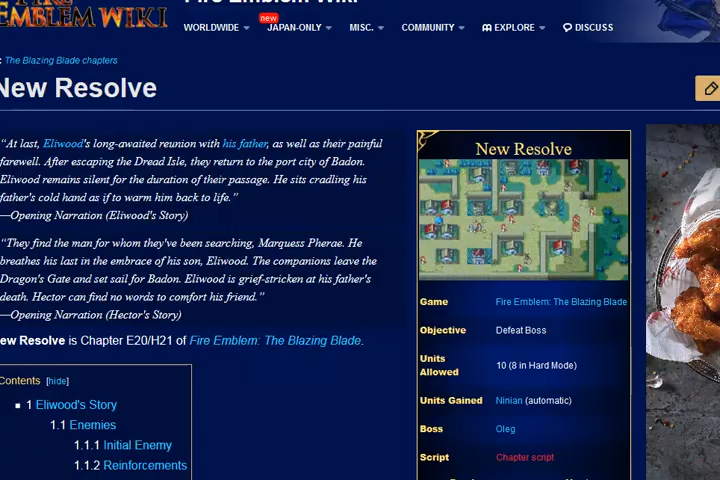 EMBLEM WIKI
WORLDWIDE
new
JAPAN-ONLY
MISC.
COMMUNITY
EXPLORE
DISCUSS
: The Blazing Blade chapters
New Resolve
“At last, Eliwood's long-awaited reunion with his father, as well as their painful
farewell. After escaping the Dread Isle, they return to the port city of Badon.
Eliwood remains silent for the duration of their passage. He sits cradling his
father's cold hand as if to warm him back to life.”
—Opening Narration (Eliwood's Story)
“They find the man for whom they've been searching, Marquess Pherae. He
breathes his last in the embrace of his son, Eliwood. The companions leave the
Dragon's Gate and set sail for Badon. Eliwood is grief-stricken at his father's
death. Hector can find no words to comfort his friend.”
—Opening Narration (Hector's Story)
ew Resolve is Chapter E20/H21 of Fire Emblem: The Blazing Blade.
Contents [hide]
1 Eliwood's Story
1.1 Enemies
1.1.1 Initial Enemy
1.1.2 Reinforcements
New Resolve
Game Fire Emblem: The Blazing Blade
Objective Defeat Boss
Units
Allowed 10 (8 in Hard Mode)
Units Gained Ninian (automatic)
Boss Oleg
Script Chapter script